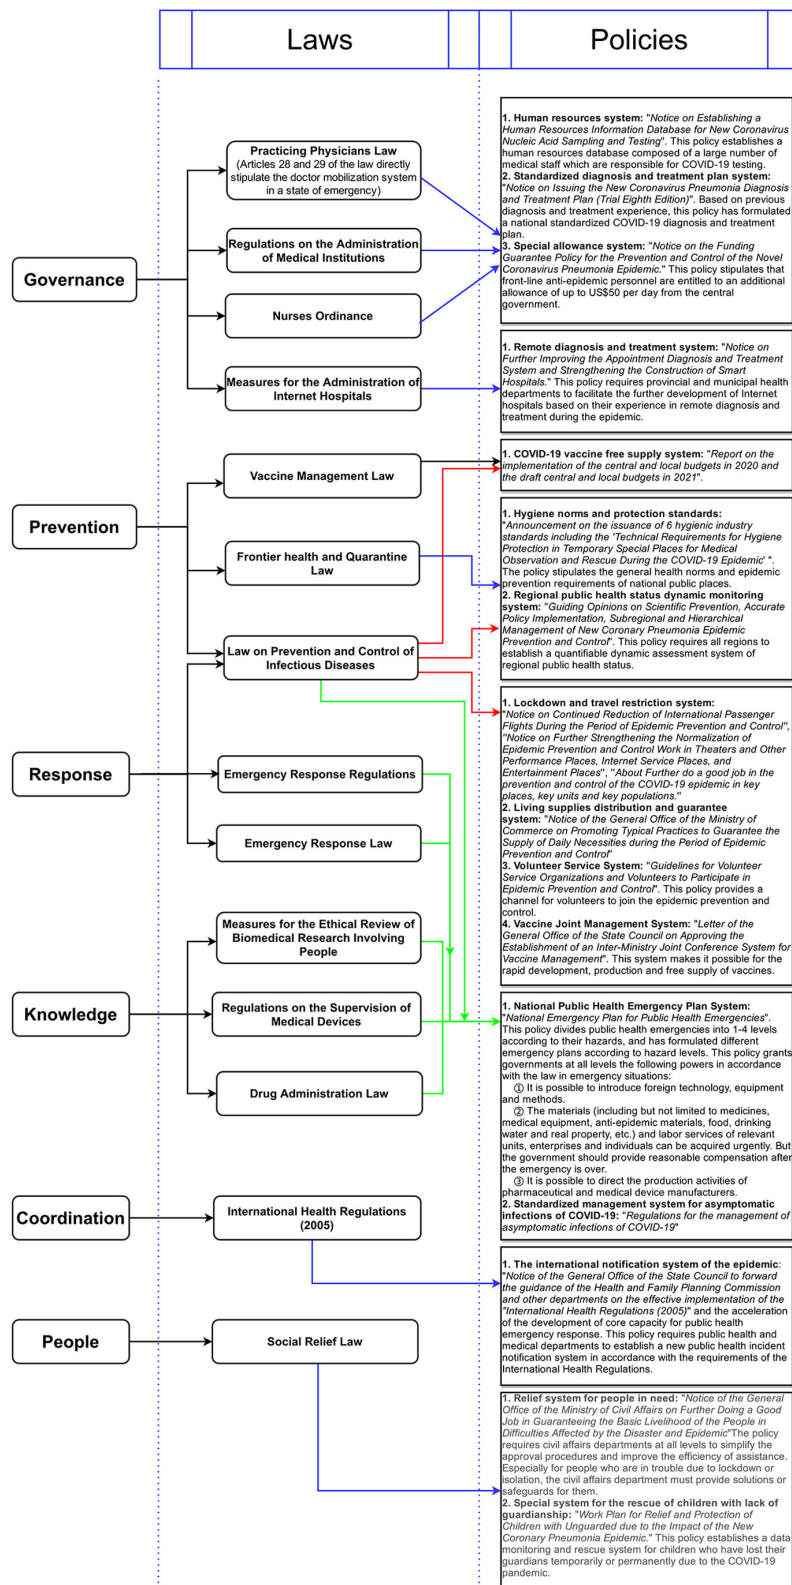 Laws
Policies
Governance
Practicing Physicians Law
(Articles 28 and 29 of the law directly
stipulate the doctor mobilization system
in a state of emergency)
Regulations on the Administration
of Medical Institutions
Nurses Ordinance
Measures for the Administration of
Internet Hospitals
1. Human resources system: "Notice on Establishing a
Human Resources Information Database for New Coronavirus
Nucleic Acid Sampling and Testing". This policy establishes a
human resources database composed of a large number of
medical staff which are responsible for COVID-19 testing.
2. Standardized diagnosis and treatment plan system:
"Notice on Issuing the New Coronavirus Pneumonia Diagnosis
and Treatment Plan (Trial Eighth Edition)". Based on previous
diagnosis and treatment experience, this policy has formulated
a national standardized COVID-19 diagnosis and treatment
plan.
3. Special allowance system: "Notice on the Funding
Guarantee Policy for the Prevention and Control of the Novel
Coronavirus Pneumonia Epidemic." This policy stipulates that
front-line anti-epidemic personnel are entitled to an additional
allowance of up to US$50 per day from the central
government.
1. Remote diagnosis and treatment system: "Notice on
Further Improving the Appointment Diagnosis and Treatment
System and Strengthening the Construction of Smart
Hospitals." This policy requires provincial and municipal health
departments to facilitate the further development of Internet
hospitals based on their experience in remote diagnosis and
treatment during the epidemic.
Prevention
Vaccine Management Law
Frontier health and Quarantine
Law
Law on Prevention and Control of
Infectious Diseases
1. COVID-19 vaccine free supply system: "Report on the
implementation of the central and local budgets in 2020 and
the draft central and local budgets in 2021".
1. Hygiene norms and protection standards:
"Announcement on the issuance of 6 hygienic industry
standards including the 'Technical Requirements for Hygiene
Protection in Temporary Special Places for Medical
Observation and Rescue During the COVID-19 Epidemic' ".
The policy stipulates the general health norms and epidemic
prevention requirements of national public places.
2. Regional public health status dynamic monitoring
system: "Guiding Opinions on Scientific Prevention, Accurate
Policy Implementation, Subregional and Hierarchical
Management of New Coronary Pneumonia Epidemic
Prevention and Control". This policy requires all regions to
establish a quantifiable dynamic assessment system of
regional public health status.
Response
Emergency Response Regulations
Emergency Response Law
1. Lockdown and travel restriction system:
"Notice on Continued Reduction of International Passenger
Flights During the Period of Epidemic Prevention and Control",
"Notice on Further Strengthening the Normalization of
Epidemic Prevention and Control Work in Theaters and Other
Performance Places, Internet Service Places, and
Entertainment Places", "About Further do a good job in the
prevention and control of the COVID-19 epidemic in key
places, key units and key populations."
2. Living supplies distribution and guarantee
system: "Notice of the General Office of the Ministry of
Commerce on Promoting Typical Practices to Guarantee the
Supply of Daily Necessities during the Period of Epidemic
Prevention and Control"
3. Volunteer Service System: "Guidelines for Volunteer
Service Organizations and Volunteers to Participate in
Epidemic Prevention and Control". This policy provides a
channel for volunteers to join the epidemic prevention and
control.
4. Vaccine Joint Management System: "Letter of the
General Office of the State Council on Approving the
Establishment of an Inter-Ministry Joint Conference System for
Vaccine Management". This system makes it possible for the
rapid development, production and free supply of vaccines.
Knowledge
Measures for the Ethical Review of
Biomedical Research Involving
People
Regulations on the Supervision of
Medical Devices
Drug Administration Law
1. National Public Health Emergency Plan System:
"National Emergency Plan for Public Health Emergencies".
This policy divides public health emergencies into 1-4 levels
according to their hazards, and has formulated different
emergency plans according to hazard levels. This policy grants
governments at all levels the following powers in accordance
with the law in emergency situations:
① It is possible to introduce foreign technology, equipment
and methods.
② The materials (including but not limited to medicines,
medical equipment, anti-epidemic materials, food, drinking
water and real property, etc.) and labor services of relevant
units, enterprises and individuals can be acquired urgently. But
the government should provide reasonable compensation after
the emergency is over.
③ It is possible to direct the production activities of
pharmaceutical and medical device manufacturers.
2. Standardized management system for asymptomatic
infections of COVID-19: "Regulations for the management of
asymptomatic infections of COVID-19"
Coordination
International Health Regulations
(2005)
1. The international notification system of the epidemic:
"Notice of the General Office of the State Council to forward
the guidance of the Health and Family Planning Commission
and other departments on the effective implementation of the
"International Health Regulations (2005)" and the acceleration
of the development of core capacity for public health
emergency response. This policy requires public health and
medical departments to establish a new public health incident
notification system in accordance with the requirements of the
International Health Regulations.
People
Social Relief Law
1. Relief system for people in need: "Notice of the General
Office of the Ministry of Civil Affairs on Further Doing a Good
Job in Guaranteeing the Basic Livelihood of the People in
Difficulties Affected by the Disaster and Epidemic"The policy
requires civil affairs departments at all levels to simplify the
approval procedures and improve the efficiency of assistance.
Especially for people who are in trouble due to lockdown or
isolation, the civil affairs department must provide solutions or
safeguards for them.
2. Special system for the rescue of children with lack of
guardianship: "Work Plan for Relief and Protection of
Children with Unguarded due to the Impact of the New
Coronary Pneumonia Epidemic." This policy establishes a data
monitoring and rescue system for children who have lost their
guardians temporarily or permanently due to the COVID-19
pandemic.